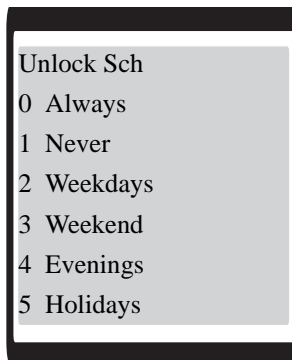 Unlock Sch
0 Always
1 Never
2 Weekdays
3 Weekend
4 Evenings
5 Holidays